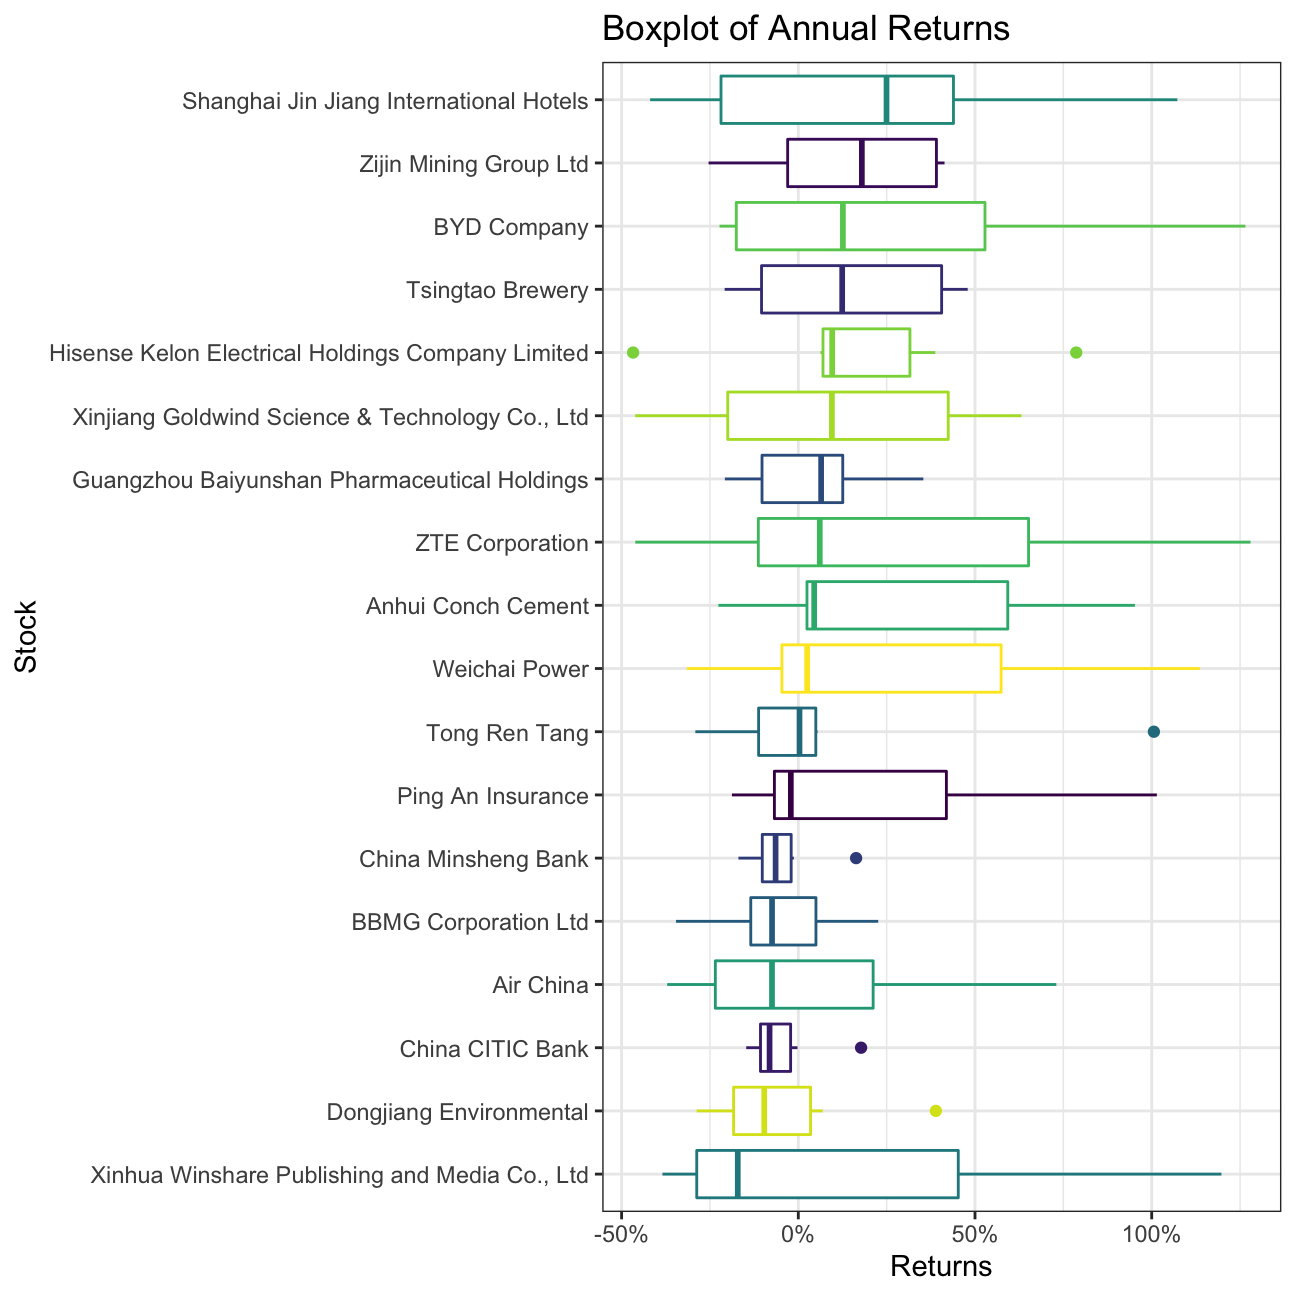 Boxplot of Annual Returns
Shanghai Jin Jiang International Hotels
Zijin Mining Group Ltd
BYD Company
Tsingtao Brewery
Hisense Kelon Electrical Holdings Company Limited
Xinjiang Goldwind Science & Technology Co., Ltd
Guangzhou Baiyunshan Pharmaceutical Holdings
ZTE Corporation
Anhui Conch Cement
Weichai Power
Tong Ren Tang
Ping An Insurance
China Minsheng Bank
BBMG Corporation Ltd
Air China
China CITIC Bank
Dongjiang Environmental
Xinhua Winshare Publishing and Media Co., Ltd
Stock
-50% 0% 50% 100%
Returns